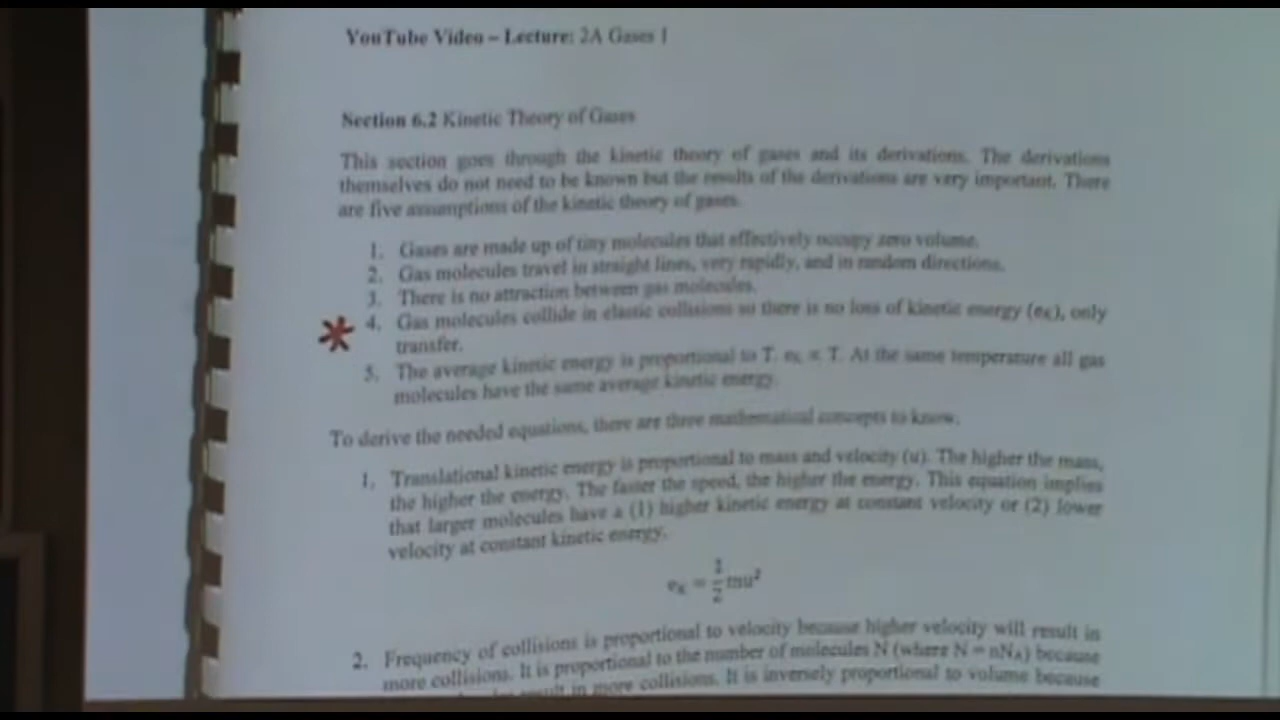 YouTube Video – Lecture: 2A Gases 1
Section 6.2 Kinetic Theory of Gases
This section goes through the kinetic theory of gases and its derivations. The derivations
themselves do not need to be known but the results of the derivations are very important. There
are five assumptions of the kinetic theory of gases.
1. Gases are made up of tiny molecules that effectively occupy zero volume.
2. Gas molecules travel in straight lines, very rapidly, and in random directions.
3. There is no attraction between gas molecules.
* 4. Gas molecules collide in elastic collisions so there is no loss of kinetic energy (eₖ), only
transfer.
5. The average kinetic energy is proportional to T. eₖ ∝ T. At the same temperature all gas
molecules have the same average kinetic energy.
To derive the needed equations, there are three mathematical concepts to know.
1. Translational kinetic energy is proportional to mass and velocity (u). The higher the mass,
the higher the energy. The faster the speed, the higher the energy. This equation implies
that larger molecules have a (1) higher kinetic energy at constant velocity or (2) lower
velocity at constant kinetic energy.
eₖ = 1/2 mu²
2. Frequency of collisions is proportional to velocity because higher velocity will result in
more collisions. It is proportional to the number of molecules N (where N = nN_A) because
result in more collisions. It is inversely proportional to volume because